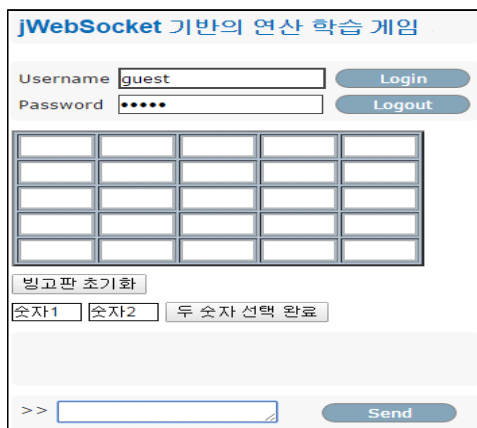 jWebSocket 기반의 연산 학습 게임
Username guest Login
Password ••••• Logout
빙고판 초기화
숫자1 숫자2 두 숫자 선택 완료
>> Send